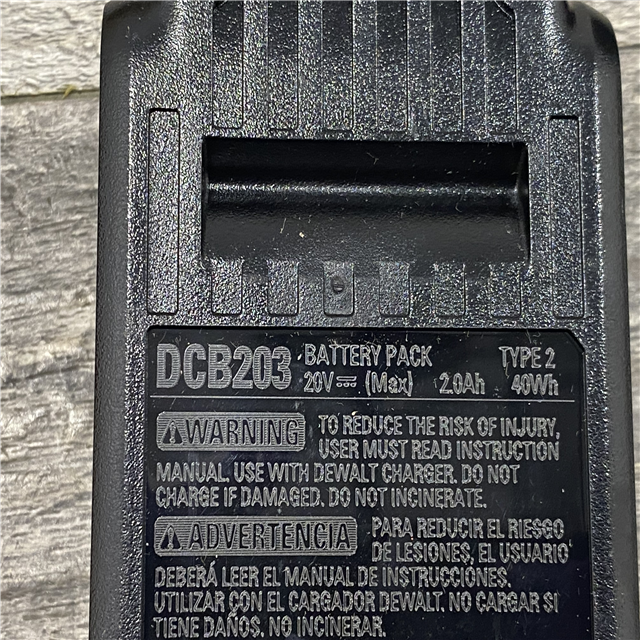 DCB203 BATTERY PACK TYPE 2
20V⎓ (Max) 2.0Ah 40Wh
WARNING TO REDUCE THE RISK OF INJURY,
USER MUST READ INSTRUCTION
MANUAL. USE WITH DEWALT CHARGER. DO NOT
CHARGE IF DAMAGED. DO NOT INCINERATE.
ADVERTENCIA PARA REDUCIR EL RIESGO
DE LESIONES, EL USUARIO
DEBERÁ LEER EL MANUAL DE INSTRUCCIONES.
UTILIZAR CON EL CARGADOR DEWALT. NO CARGAR SI
TIENE DAÑOS. NO INCINERAR.